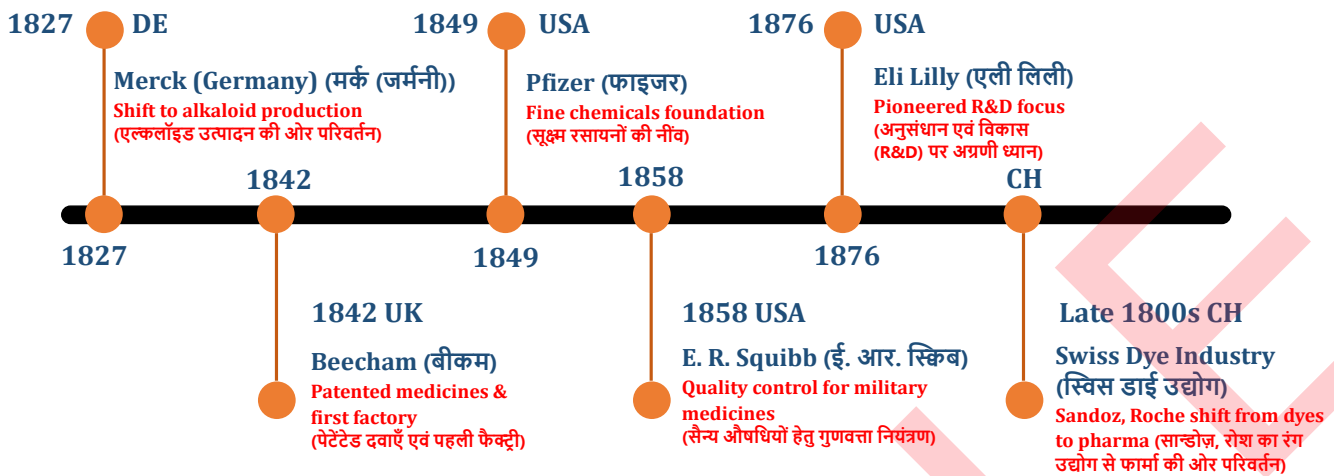 1827 DE
Merck (Germany) (मर्क (जर्मनी))
Shift to alkaloid production
(एल्कलॉइड उत्पादन की ओर परिवर्तन)
1849 USA
Pfizer (फाइजर)
Fine chemicals foundation
(सूक्ष्म रसायनों की नींव)
1876 USA
Eli Lilly (एली लिली)
Pioneered R&D focus
(अनुसंधान एवं विकास
(R&D) पर अग्रणी ध्यान)
1842
1858
CH
1827
1849
1876
1842 UK
Beecham (बीकम)
Patented medicines &
first factory
(पेटेंटेड दवाएँ एवं पहली फैक्ट्री)
1858 USA
E. R. Squibb (ई. आर. स्क्विब)
Quality control for military
medicines
(सैन्य औषधियों हेतु गुणवत्ता नियंत्रण)
Late 1800s CH
Swiss Dye Industry
(स्विस डाई उद्योग)
Sandoz, Roche shift from dyes
to pharma (सान्डोज़, रोश का रंग
उद्योग से फार्मा की ओर परिवर्तन)